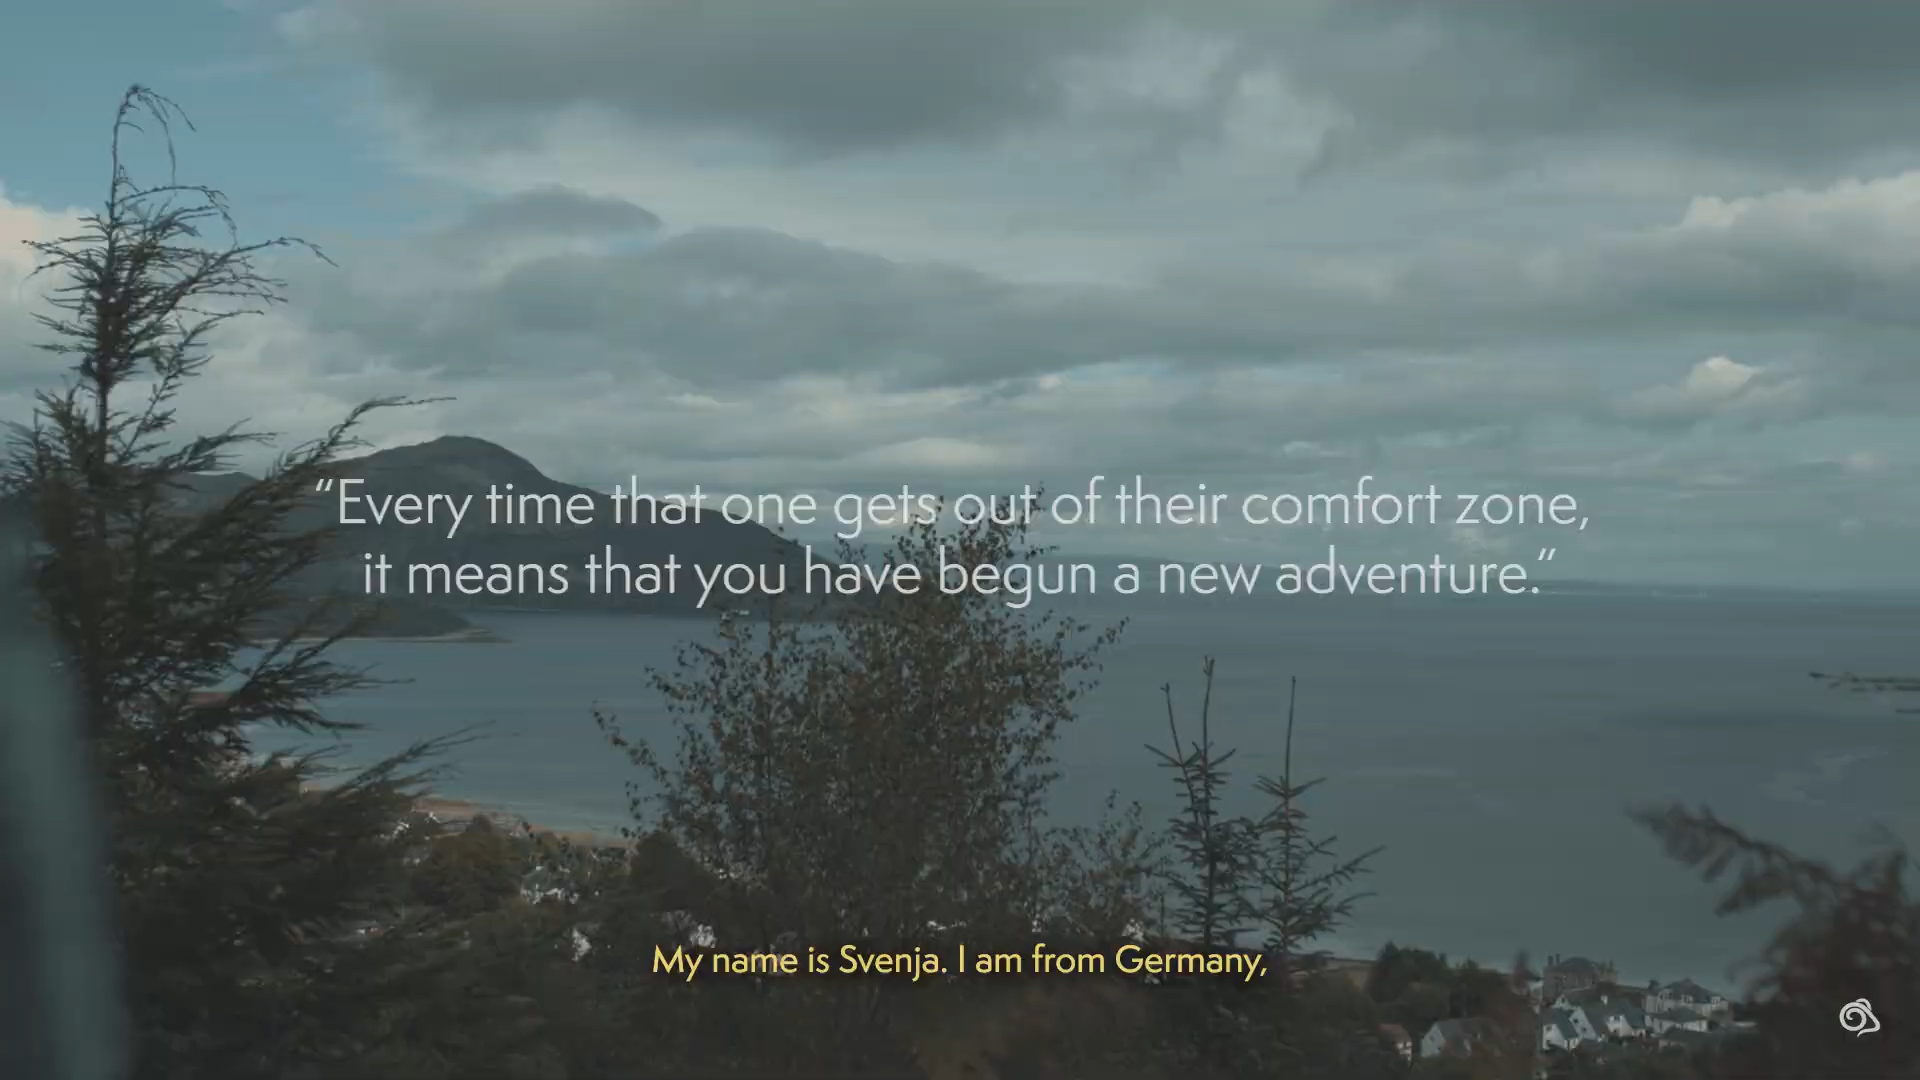 “Every time that one gets out of their comfort zone,
it means that you have begun a new adventure.“
My name is Svenja. I am from Germany,